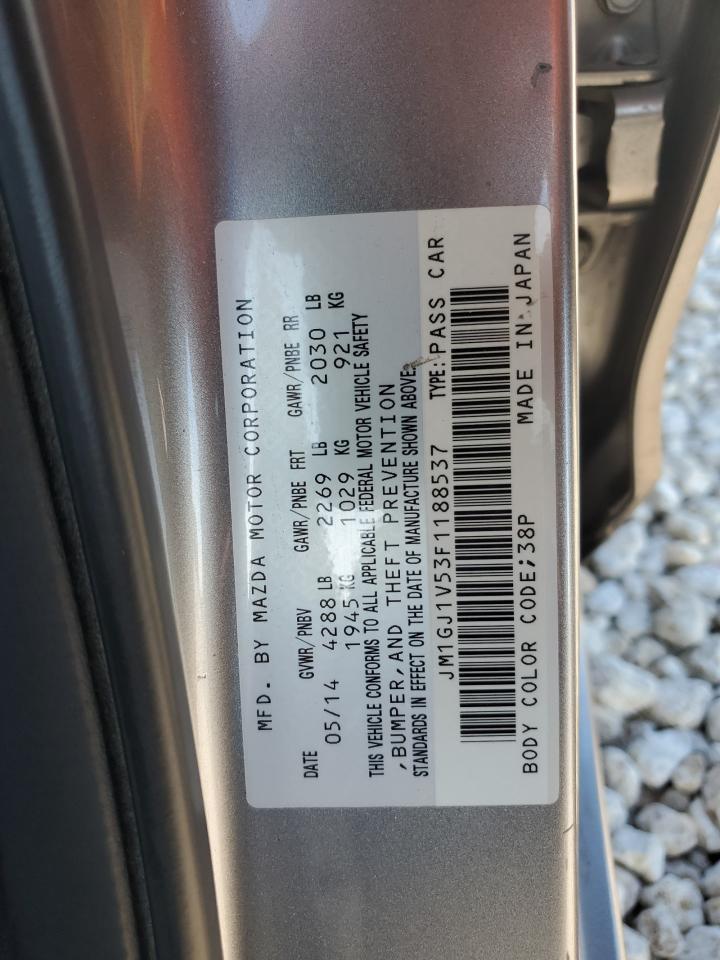 MFD. BY MAZDA MOTOR CORPORATION
DATE GVWR/PNBV GAWR/PNBE FRT GAWR/PNBE RR
05/14 4288 LB 2269 LB 2030 LB
1945 KG 1029 KG 921 KG
THIS VEHICLE CONFORMS TO ALL APPLICABLE FEDERAL MOTOR VEHICLE SAFETY
,BUMPER,AND THEFT PREVENTION
STANDARDS IN EFFECT ON THE DATE OF MANUFACTURE SHOWN ABOVE.
JM1GJ1V53F1188537 TYPE:PASS CAR
BODY COLOR CODE;38P MADE IN JAPAN